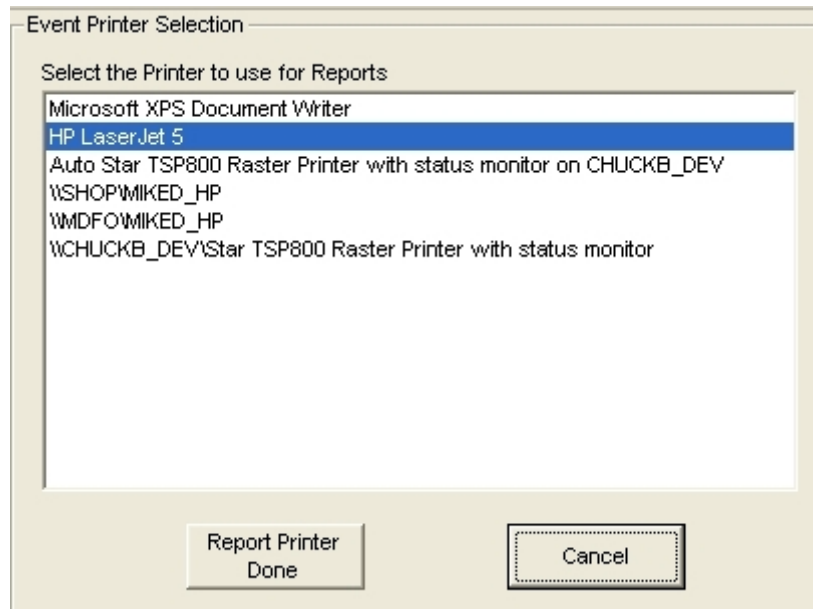 Event Printer Selection
Select the Printer to use for Reports
Microsoft XPS Document Writer
HP LaserJet 5
Auto Star TSP800 Raster Printer with status monitor on CHUCKB_DEV
\\SHOP\MIKED_HP
\\MDFO\MIKED_HP
\\CHUCKB_DEV\Star TSP800 Raster Printer with status monitor
Report Printer
Done
Cancel